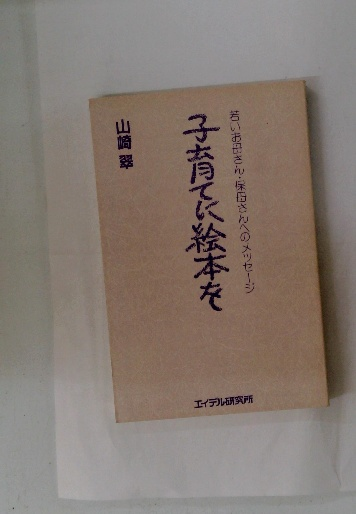 若いお母さん・保母さんへのメッセージ
子育てに絵本を
山崎翠
エイデル研究所